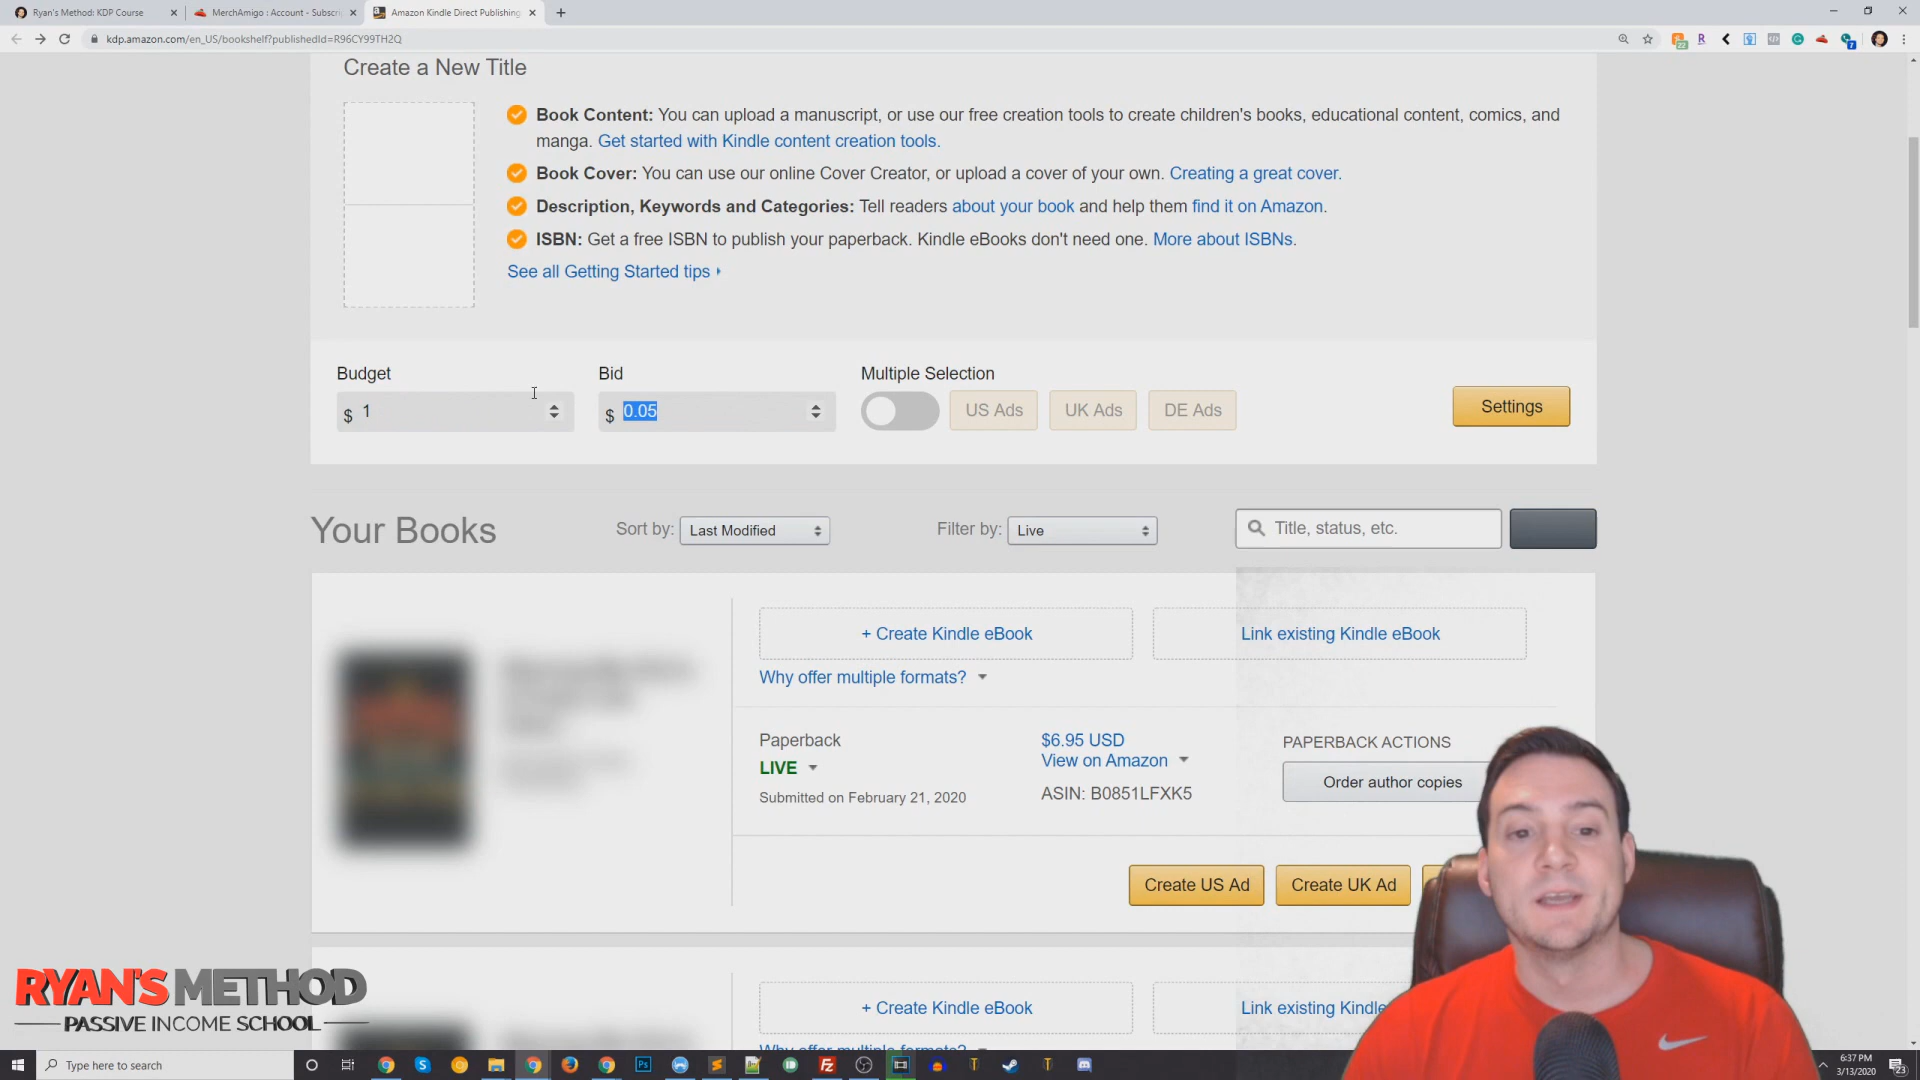 Ryan's Method: KDP Course
MerchAmigo : Account - Subscri
Amazon Kindle Direct Publishing
kdp.amazon.com/en_US/bookshelf?publishedId=R96CY99TH2Q
Create a New Title
Book Content: You can upload a manuscript, or use our free creation tools to create children's books, educational content, comics, and
manga. Get started with Kindle content creation tools.
Book Cover: You can use our online Cover Creator, or upload a cover of your own. Creating a great cover.
Description, Keywords and Categories: Tell readers about your book and help them find it on Amazon.
ISBN: Get a free ISBN to publish your paperback. Kindle eBooks don't need one. More about ISBNs.
See all Getting Started tips
Budget
Bid
Multiple Selection
$ 1
$ 0.05
US Ads
UK Ads
DE Ads
Settings
Your Books
Sort by: Last Modified
Filter by: Live
Title, status, etc.
+ Create Kindle eBook
Link existing Kindle eBook
Why offer multiple formats?
Paperback
LIVE
Submitted on February 21, 2020
$6.95 USD
View on Amazon
ASIN: B0851LFXK5
PAPERBACK ACTIONS
Order author copies
Create US Ad
Create UK Ad
+ Create Kindle eBook
Link existing Kindle
Why offer multiple formats?
RYAN'S METHOD
PASSIVE INCOME SCHOOL
Type here to search
6:37 PM
3/13/2020
23